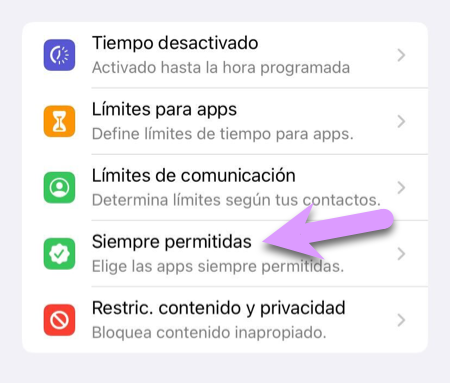 Tiempo desactivado
Activado hasta la hora programada
Límites para apps
Define límites de tiempo para apps.
Límites de comunicación
Determina límites según tus contactos.
Siempre permitidas
Elige las apps siempre permitidas.
Restric. contenido y privacidad
Bloquea contenido inapropiado.